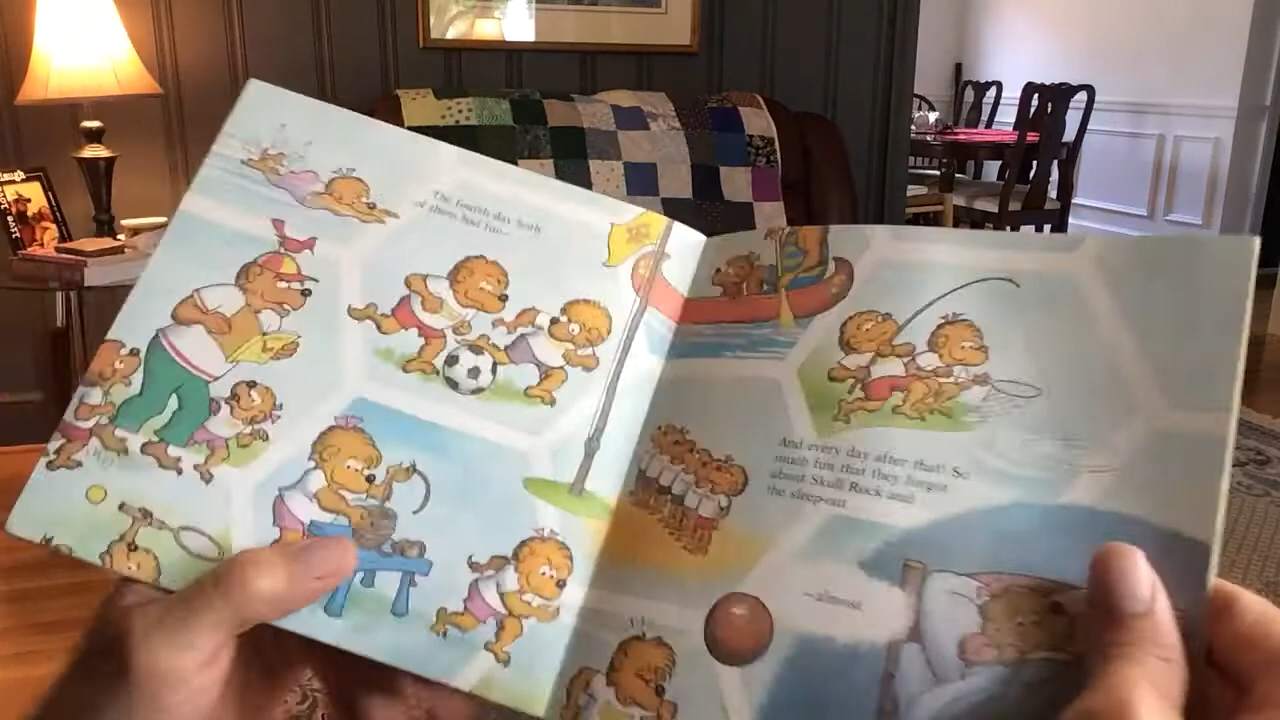 The fourth day both
of them had fun—
And every day after that! So
much fun that they forgot
about Skull Rock and
the sleep-out
—almost.